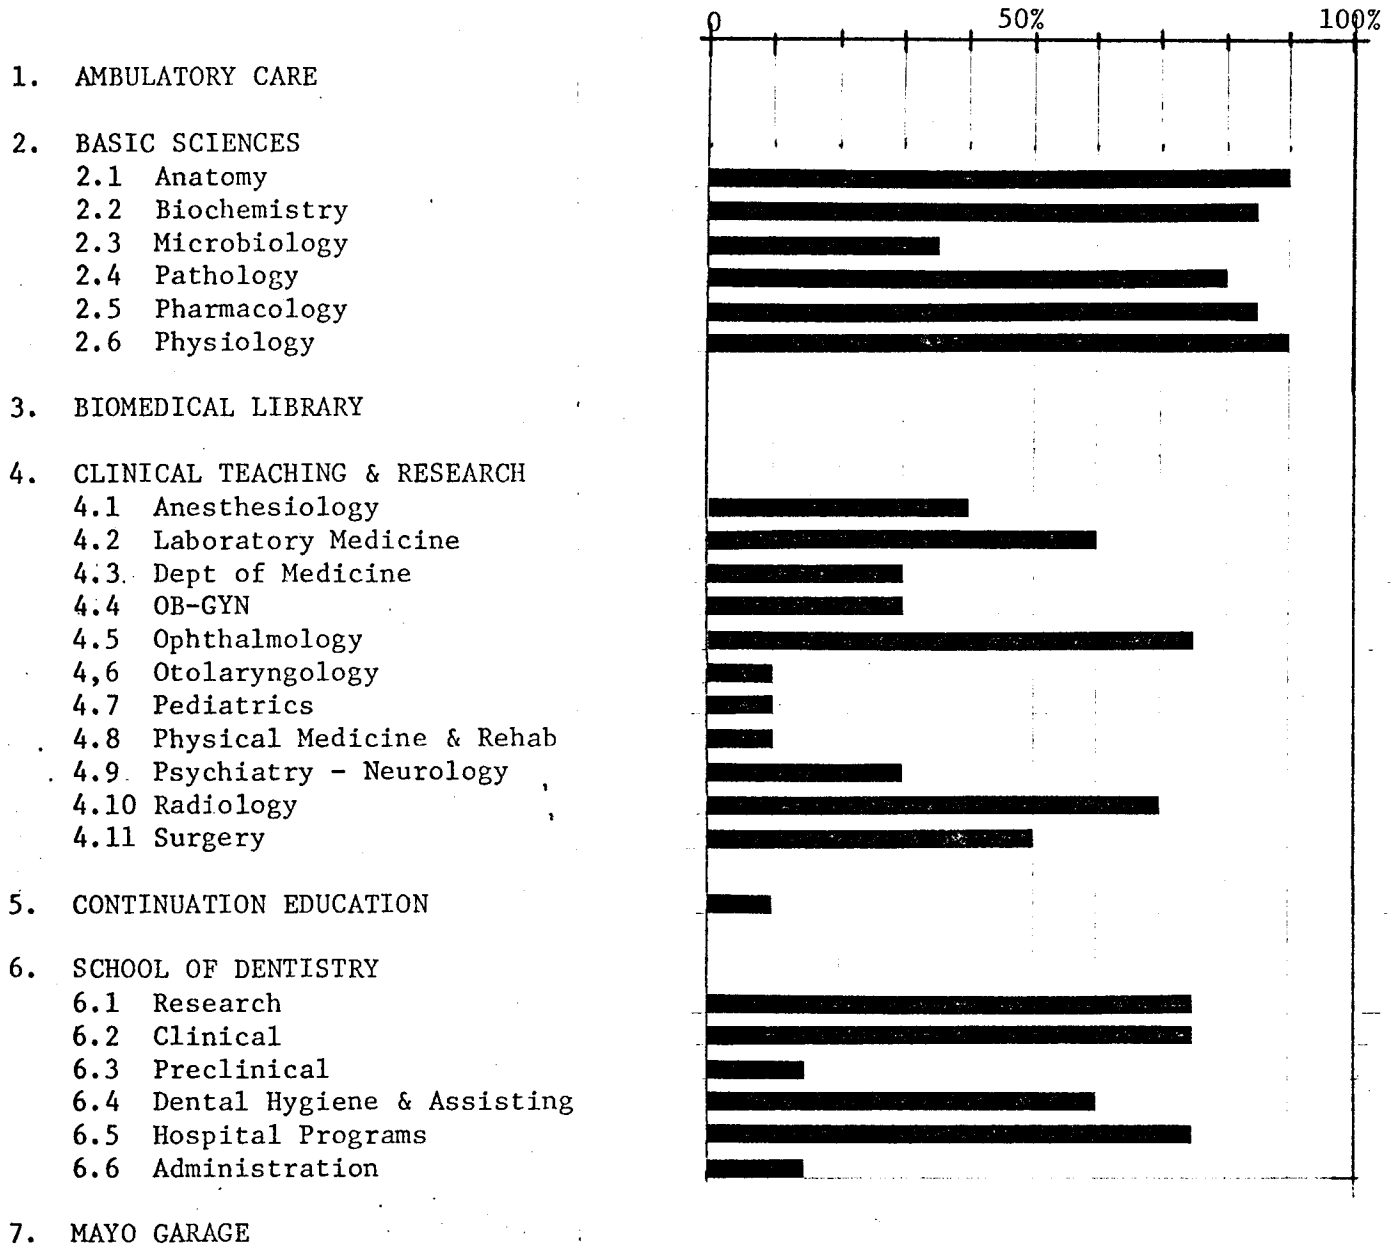 0 50% 100%
1. AMBULATORY CARE
2. BASIC SCIENCES
2.1 Anatomy
2.2 Biochemistry
2.3 Microbiology
2.4 Pathology
2.5 Pharmacology
2.6 Physiology
3. BIOMEDICAL LIBRARY
4. CLINICAL TEACHING & RESEARCH
4.1 Anesthesiology
4.2 Laboratory Medicine
4.3 Dept of Medicine
4.4 OB-GYN
4.5 Ophthalmology
4,6 Otolaryngology
4.7 Pediatrics
4.8 Physical Medicine & Rehab
4.9 Psychiatry - Neurology
4.10 Radiology
4.11 Surgery
5. CONTINUATION EDUCATION
6. SCHOOL OF DENTISTRY
6.1 Research
6.2 Clinical
6.3 Preclinical
6.4 Dental Hygiene & Assisting
6.5 Hospital Programs
6.6 Administration
7. MAYO GARAGE